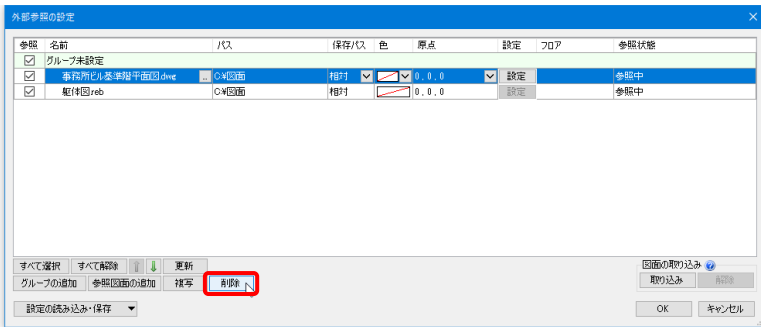 外部参照の設定
参照 名前 パス 保存パス 色 原点 設定 フロア 参照状態
グループ未設定
事務所ビル基準階平面図.dwg .. C:¥図面 相対 0, 0, 0 設定 参照中
躯体図.reb C:¥図面 相対 0, 0, 0 設定 参照中
すべて選択 すべて解除 更新 図面の取り込み
グループの追加 参照図面の追加 複写 削除 取り込み 解除
設定の読み込み・保存 OK キャンセル